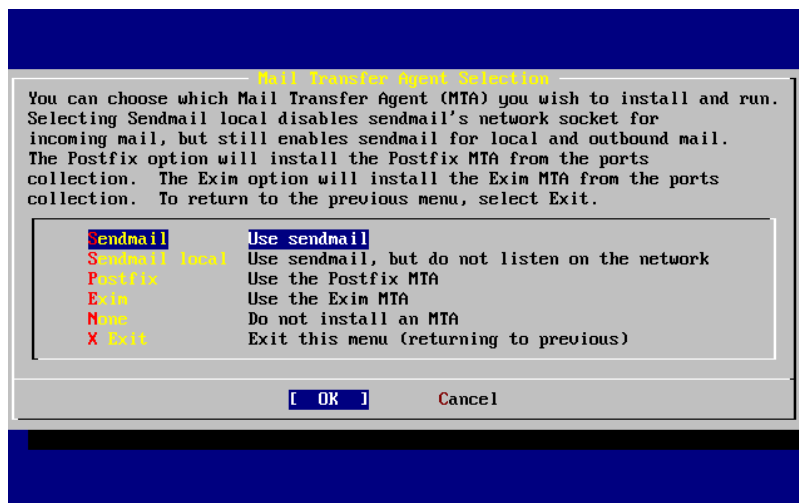 Mail Transfer Agent Selection
You can choose which Mail Transfer Agent (MTA) you wish to install and run.
Selecting Sendmail local disables sendmail's network socket for
incoming mail, but still enables sendmail for local and outbound mail.
The Postfix option will install the Postfix MTA from the ports
collection.  The Exim option will install the Exim MTA from the ports
collection.  To return to the previous menu, select Exit.
Sendmail Use sendmail
Sendmail local Use sendmail, but do not listen on the network
Postfix Use the Postfix MTA
Exim Use the Exim MTA
None Do not install an MTA
X Exit Exit this menu (returning to previous)
[ OK ] Cancel